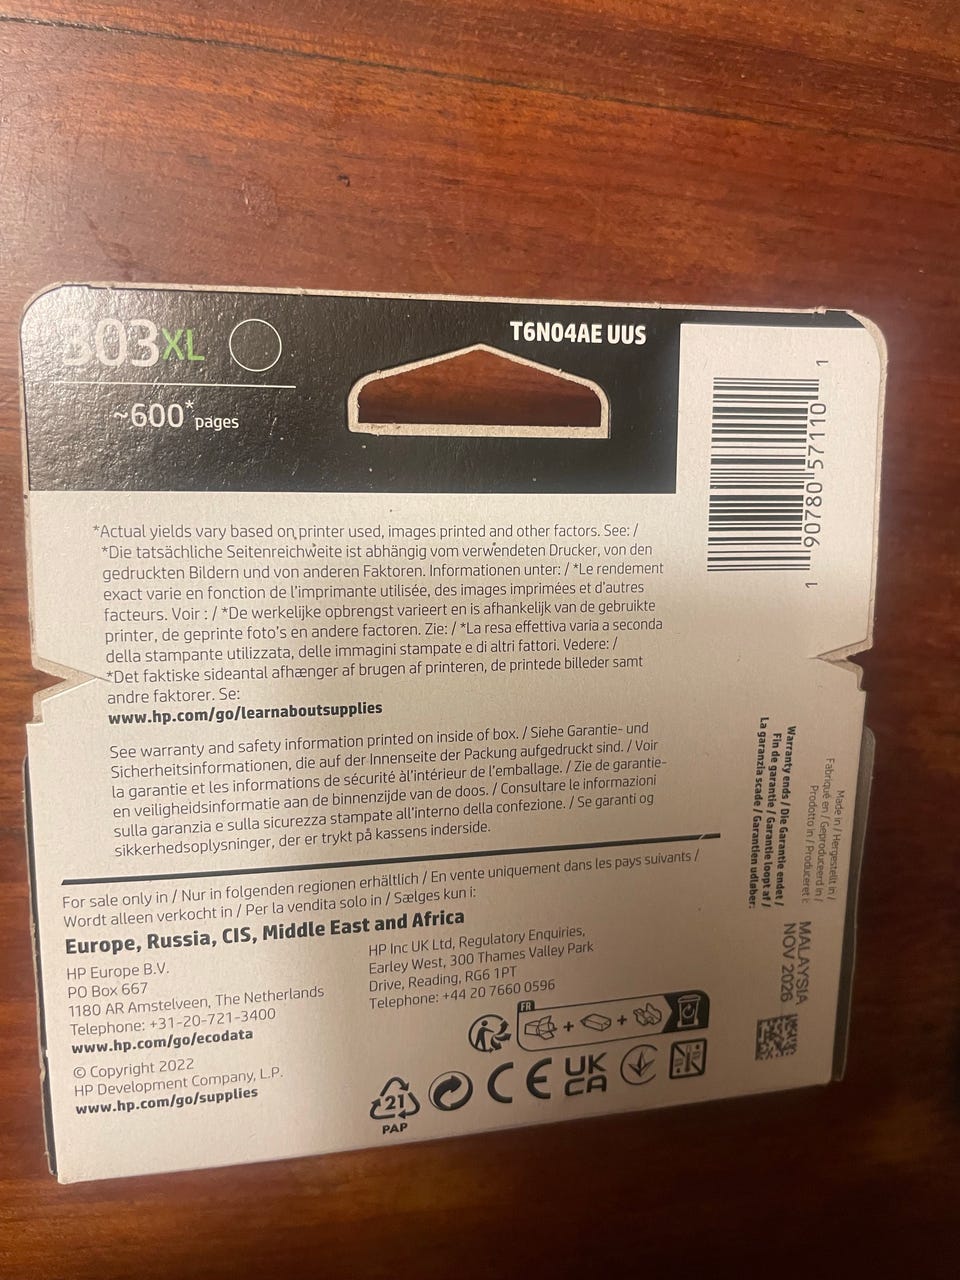 303XL
~600* pages
T6N04AE UUS
1 90780 57110 1
*Actual yields vary based on printer used, images printed and other factors. See: /
*Die tatsächliche Seitenreichweite ist abhängig vom verwendeten Drucker, von den
gedruckten Bildern und von anderen Faktoren. Informationen unter: / *Le rendement
exact varie en fonction de l'imprimante utilisée, des images imprimées et d'autres
facteurs. Voir : / *De werkelijke opbrengst varieert en is afhankelijk van de gebruikte
printer, de geprinte foto's en andere factoren. Zie: / *La resa effettiva varia a seconda
della stampante utilizzata, delle immagini stampate e di altri fattori. Vedere: /
*Det faktiske sideantal afhænger af brugen af printeren, de printede billeder samt
andre faktorer. Se:
www.hp.com/go/learnaboutsupplies
See warranty and safety information printed on inside of box. / Siehe Garantie- und
Sicherheitsinformationen, die auf der Innenseite der Packung aufgedruckt sind. / Voir
la garantie et les informations de sécurité à l'intérieur de l'emballage. / Zie de garantie-
en veiligheidsinformatie aan de binnenzijde van de doos. / Consultare le informazioni
sulla garanzia e sulla sicurezza stampate all'interno della confezione. / Se garanti og
sikkerhedsoplysninger, der er trykt på kassens inderside.
For sale only in / Nur in folgenden regionen erhältlich / En vente uniquement dans les pays suivants /
Wordt alleen verkocht in / Per la vendita solo in / Sælges kun i:
Europe, Russia, CIS, Middle East and Africa
HP Europe B.V.
PO Box 667
1180 AR Amstelveen, The Netherlands
Telephone: +31-20-721-3400
www.hp.com/go/ecodata
© Copyright 2022
HP Development Company, L.P.
www.hp.com/go/supplies
HP Inc UK Ltd, Regulatory Enquiries,
Earley West, 300 Thames Valley Park
Drive, Reading, RG6 1PT
Telephone: +44 20 7660 0596
FR
21
PAP
CE
UK
CA
Made in / Hergestellt in /
Fabriqué en / Geproduceerd in /
Prodotto in / Produceret i:
MALAYSIA
Warranty ends / Die Garantie endet /
Fin de garantie / Garantie loopt af /
La garanzia scade / Garantien udløber:
NOV 2026